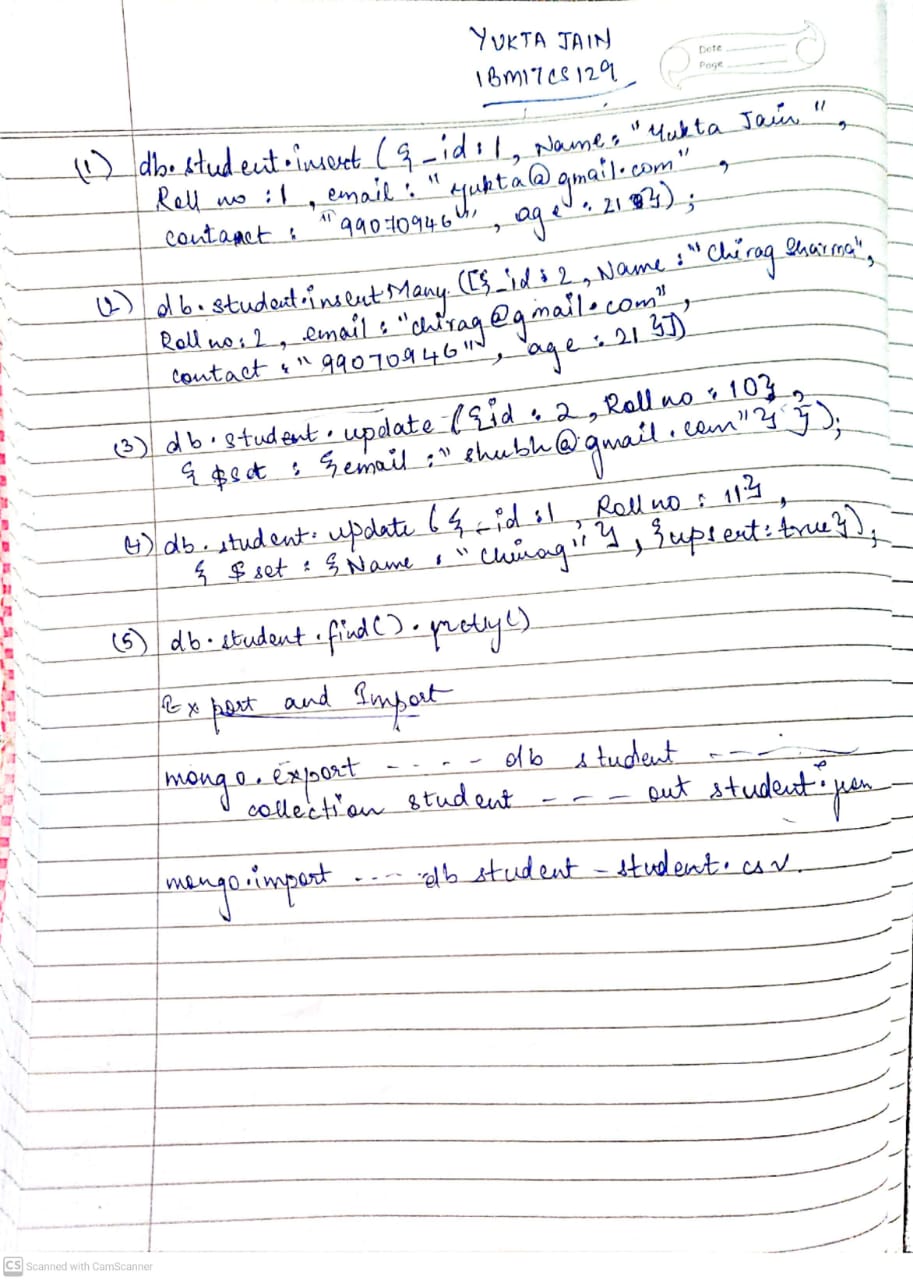 YUKTA JAIN
1BM17CS129
Date
Page
(1) db.student.insert ({_id:1, Name: "Yukta Jain",
Roll no :1, email : "yukta@gmail.com",
contact : "99070946", age : 21 });
(2) db.student.insertMany ([{_id:2, Name :"Chirag Sharma",
Roll no: 2, email : "chirag@gmail.com",
contact : "99070946", age : 21 }])
(3) db.student.update ({id : 2, Roll no : 10},
{ $set : {email :" shubh@gmail.com"} });
(4) db.student.update ({_id :1, Roll no : 11},
{ $set : { Name : "Chirag"}, {upsert: true});
(5) db.student.find().pretty()
Export and Import
mongo.export - - - - - db student - - -
collection student - - - out student.
mongo.import - - - - db student - student.csv.
CS Scanned with CamScanner